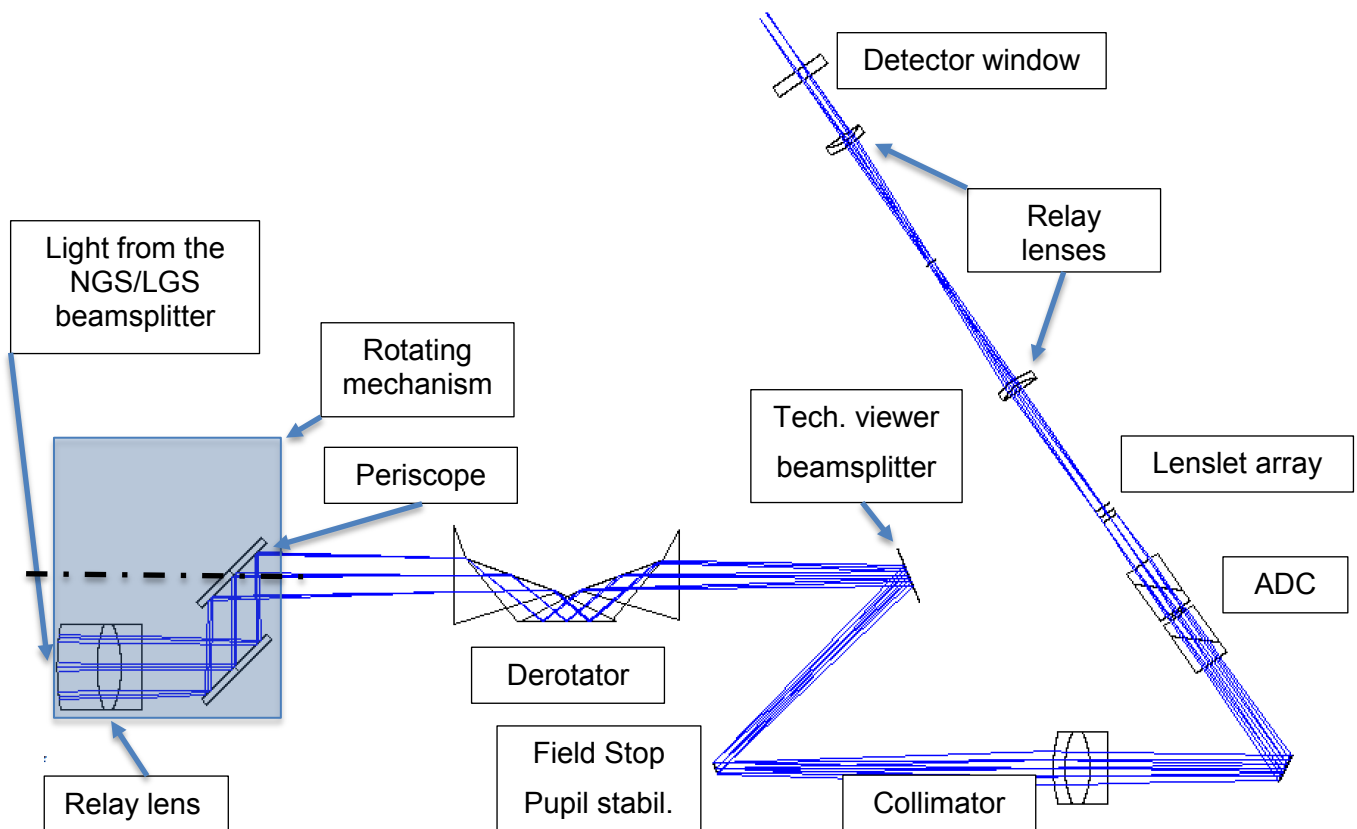 Detector window
Relay
lenses
Light from the
NGS/LGS
beamsplitter
Rotating
mechanism
Periscope
Tech. viewer
beamsplitter
Lenslet array
ADC
Derotator
Field Stop
Pupil stabil.
Collimator
Relay lens